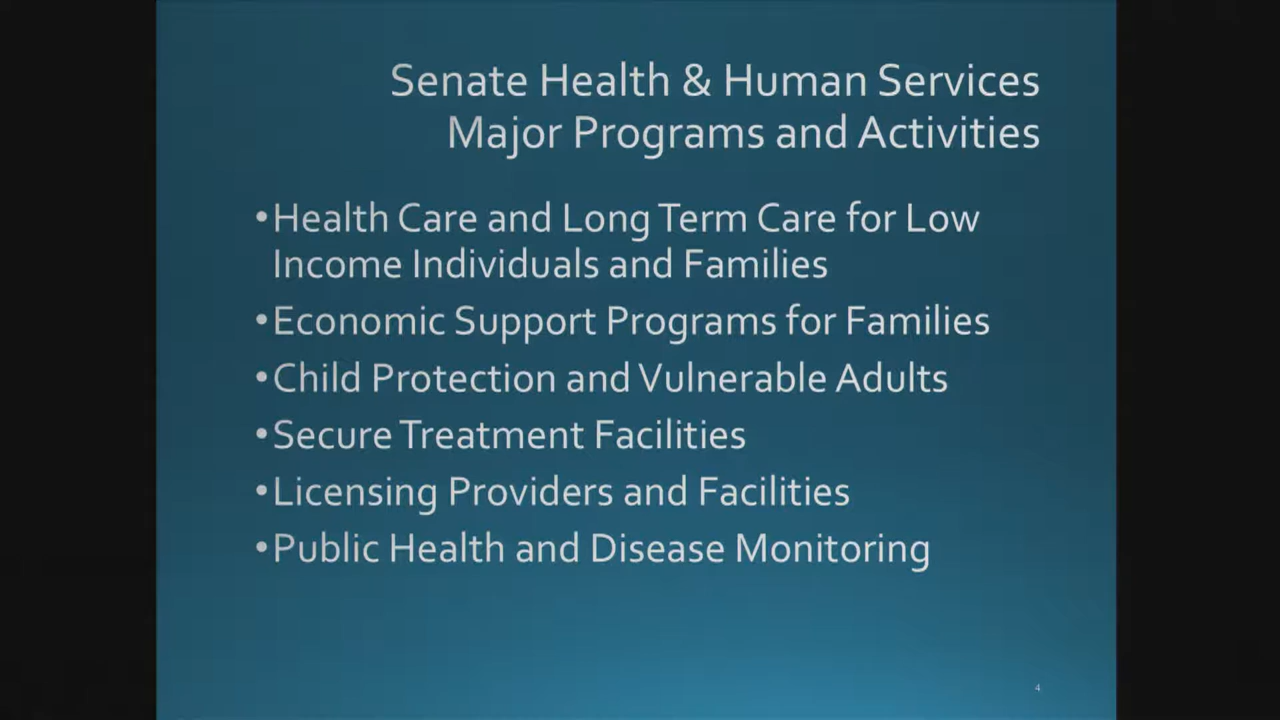 Senate Health & Human Services
Major Programs and Activities
•Health Care and Long Term Care for Low
Income Individuals and Families
•Economic Support Programs for Families
•Child Protection and Vulnerable Adults
•Secure Treatment Facilities
•Licensing Providers and Facilities
•Public Health and Disease Monitoring
4